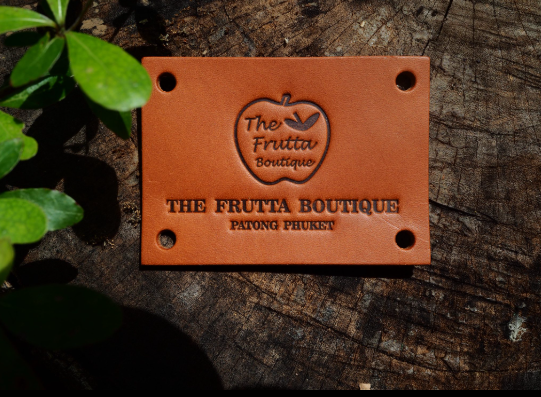 The
Frutta
Boutique
THE FRUTTA BOUTIQUE
PATONG PHUKET